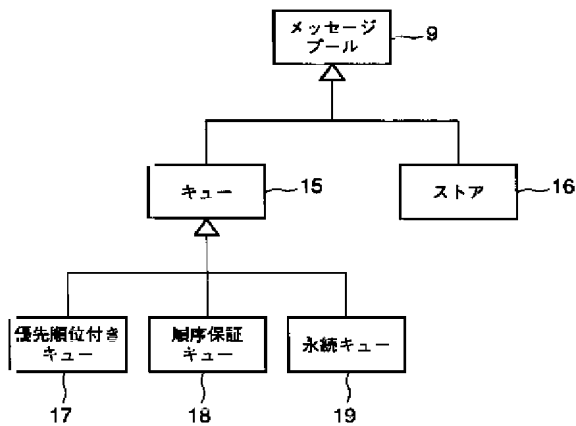 メッセージ
プール
9
キュー
15
ストア
16
優先順位付き
キュー
順序保証
キュー
永続キュー
17
18
19